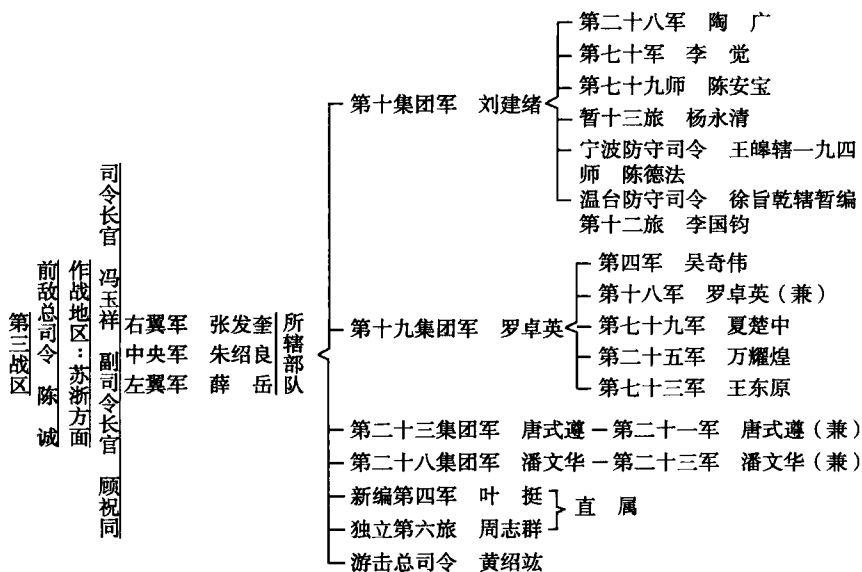 第三战区
前敌总司令 陈 诚
作战地区：苏浙方面
司令长官 冯玉祥 副司令长官 顾祝同
右翼军 张发奎
中央军 朱绍良
左翼军 薛 岳
所辖部队
第十集团军 刘建绪
第二十八军 陶 广
第七十军 李 觉
第七十九师 陈安宝
暂十三旅 杨永清
宁波防守司令 王皞辖一九四
师 陈德法
温台防守司令 徐旨乾辖暂编
第十二旅 李国钧
第十九集团军 罗卓英
第四军 吴奇伟
第十八军 罗卓英（兼）
第七十九军 夏楚中
第二十五军 万耀煌
第七十三军 王东原
第二十三集团军 唐式遵－第二十一军 唐式遵（兼）
第二十八集团军 潘文华－第二十三军 潘文华（兼）
新编第四军 叶 挺
独立第六旅 周志群
直 属
游击总司令 黄绍竑